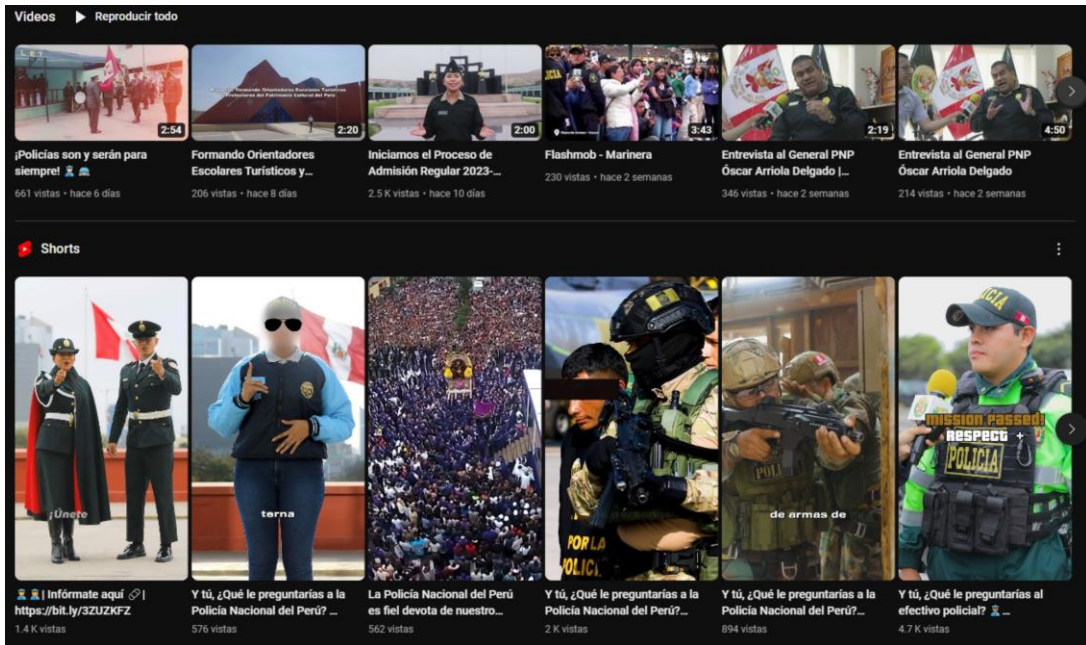 Videos Reproducir todo
LEI
2:54
2:20
2:00
POLICIA
3:43
2:19
4:50
¡Policías son y serán para siempre!
661 vistas • hace 6 días
Formando Orientadores Escolares Turísticos y...
206 vistas • hace 8 días
Iniciamos el Proceso de Admisión Regular 2023-...
2.5 K vistas • hace 10 días
Flashmob - Marinera
230 vistas • hace 2 semanas
Entrevista al General PNP Óscar Arriola Delgado |...
346 vistas • hace 2 semanas
Entrevista al General PNP Óscar Arriola Delgado
214 vistas • hace 2 semanas
Shorts
¡Únete
terna
POR LA
POLICI
POLI
de armas de
POLICIA
mission passed!
RESPECT +
POLICIA
| Infórmate aquí |
https://bit.ly/3ZUZKFZ
1.4 K vistas
Y tú, ¿Qué le preguntarías a la
Policía Nacional del Perú? ...
576 vistas
La Policía Nacional del Perú
es fiel devota de nuestro...
562 vistas
Y tú, ¿Qué le preguntarías a la
Policía Nacional del Perú?...
2 K vistas
Y tú, ¿Qué le preguntarías a la
Policía Nacional del Perú?...
894 vistas
Y tú, ¿Qué le preguntarías al
efectivo policial? ...
4.7 K vistas